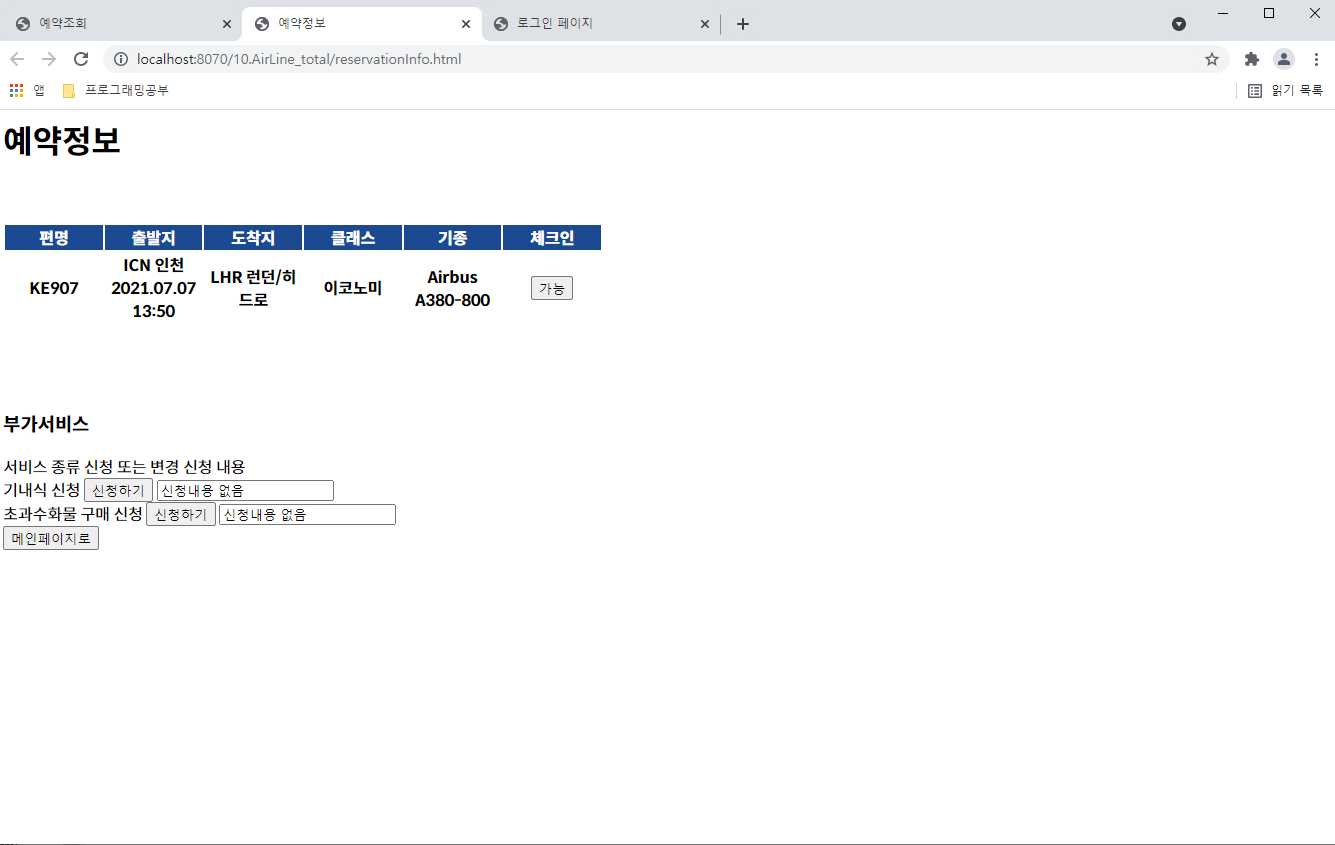 예약조회
예약정보
로그인 페이지
localhost:8070/10.AirLine_total/reservationInfo.html
앱
프로그래밍공부
읽기 목록
예약정보
편명 출발지 도착지 클래스 기종 체크인
KE907
ICN 인천
2021.07.07
13:50
LHR 런던/히
드로
이코노미
Airbus
A380-800
가능
부가서비스
서비스 종류 신청 또는 변경 신청 내용
기내식 신청 신청하기 신청내용 없음
초과수화물 구매 신청 신청하기 신청내용 없음
메인페이지로